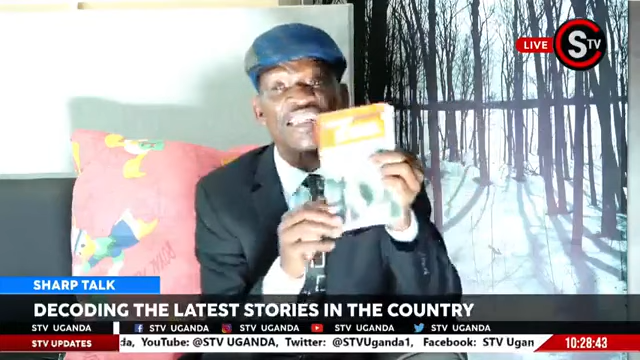 LIVE
STV
SHARP TALK
DECODING THE LATEST STORIES IN THE COUNTRY
STV UGANDA
STV UGANDA
STV UGANDA
STV UGANDA
STV UGANDA
STV UPDATES
da, YouTube: @STV UGANDA, Twitter: @STVUganda1, Facebook: STV Ugan
10:28:43